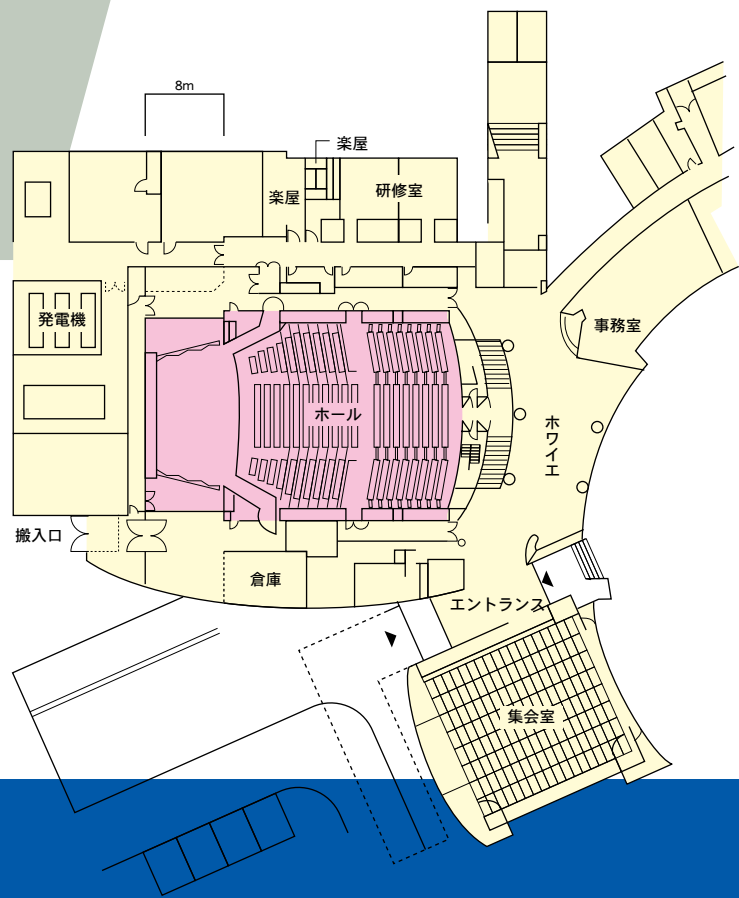 8m
楽屋
楽屋
研修室
発電機
事務室
ホール
ホワイエ
搬入口
倉庫
エントランス
集会室